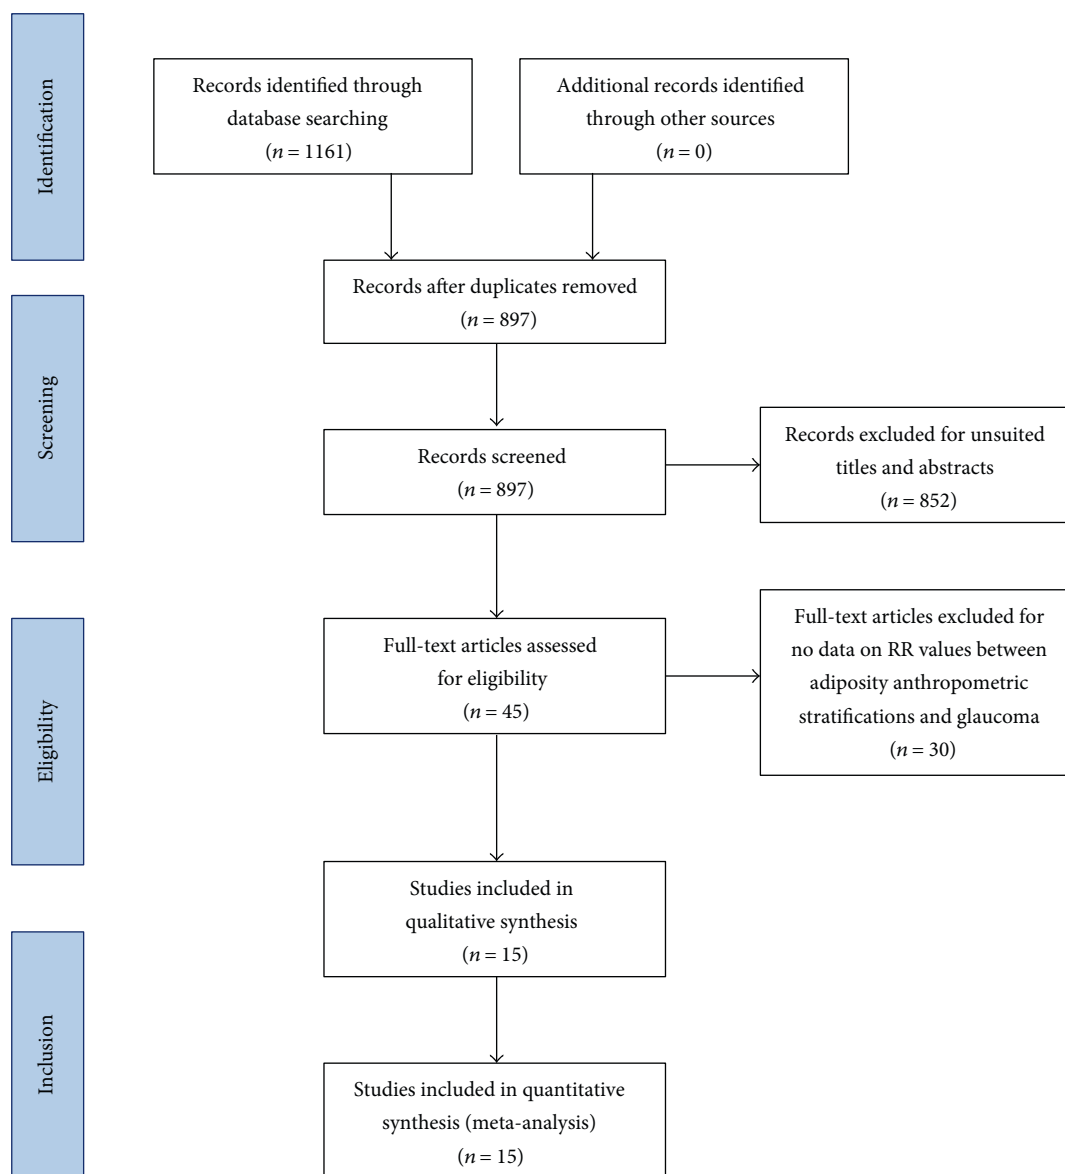 Identification
Records identified through
database searching
(n = 1161)
Additional records identified
through other sources
(n = 0)
Records after duplicates removed
(n = 897)
Screening
Records screened
(n = 897)
Records excluded for unsuited
titles and abstracts
(n = 852)
Eligibility
Full-text articles assessed
for eligibility
(n = 45)
Full-text articles excluded for
no data on RR values between
adiposity anthropometric
stratifications and glaucoma
(n = 30)
Studies included in
qualitative synthesis
(n = 15)
Inclusion
Studies included in quantitative
synthesis (meta-analysis)
(n = 15)